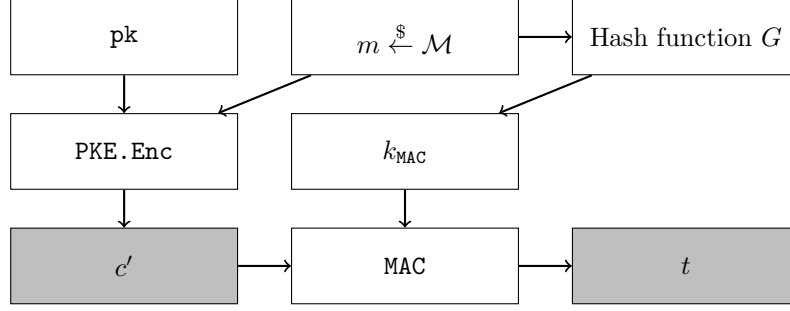 pk
m $← ℳ
Hash function G
PKE.Enc
k_MAC
c′
MAC
t